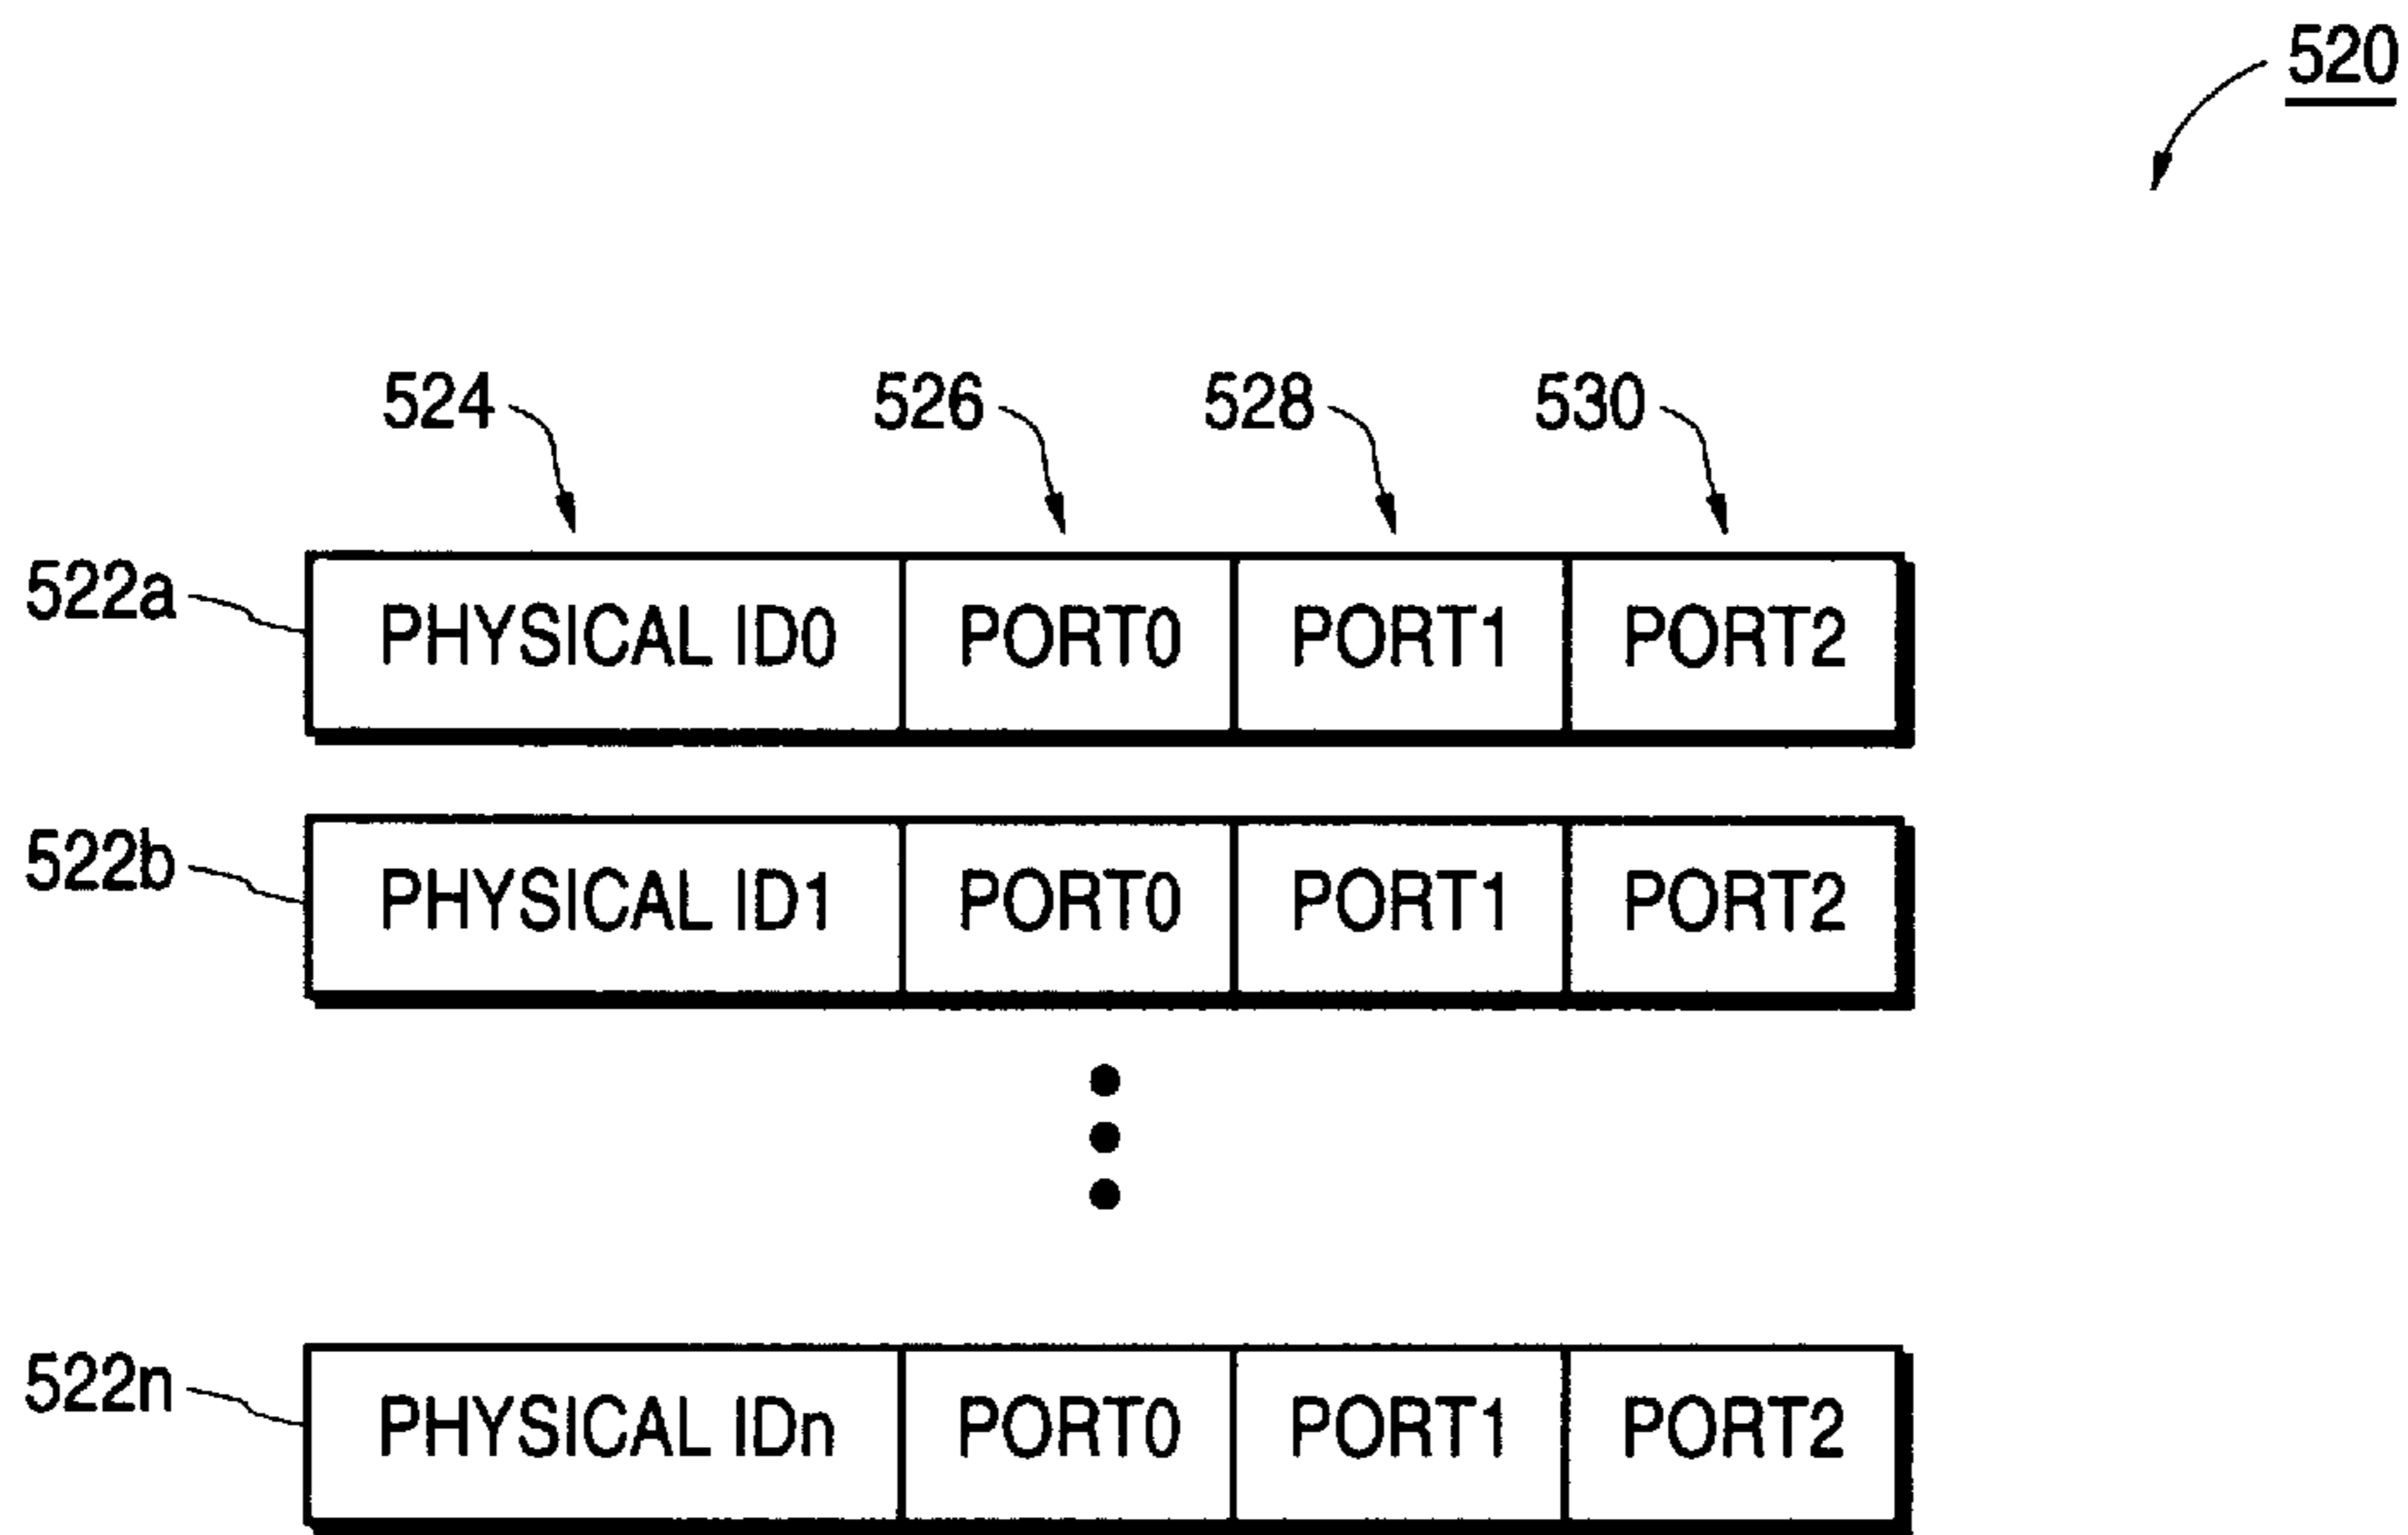 520
524 526 528 530
522a PHYSICAL ID0 PORT0 PORT1 PORT2
522b PHYSICAL ID1 PORT0 PORT1 PORT2
522n PHYSICAL IDn PORT0 PORT1 PORT2